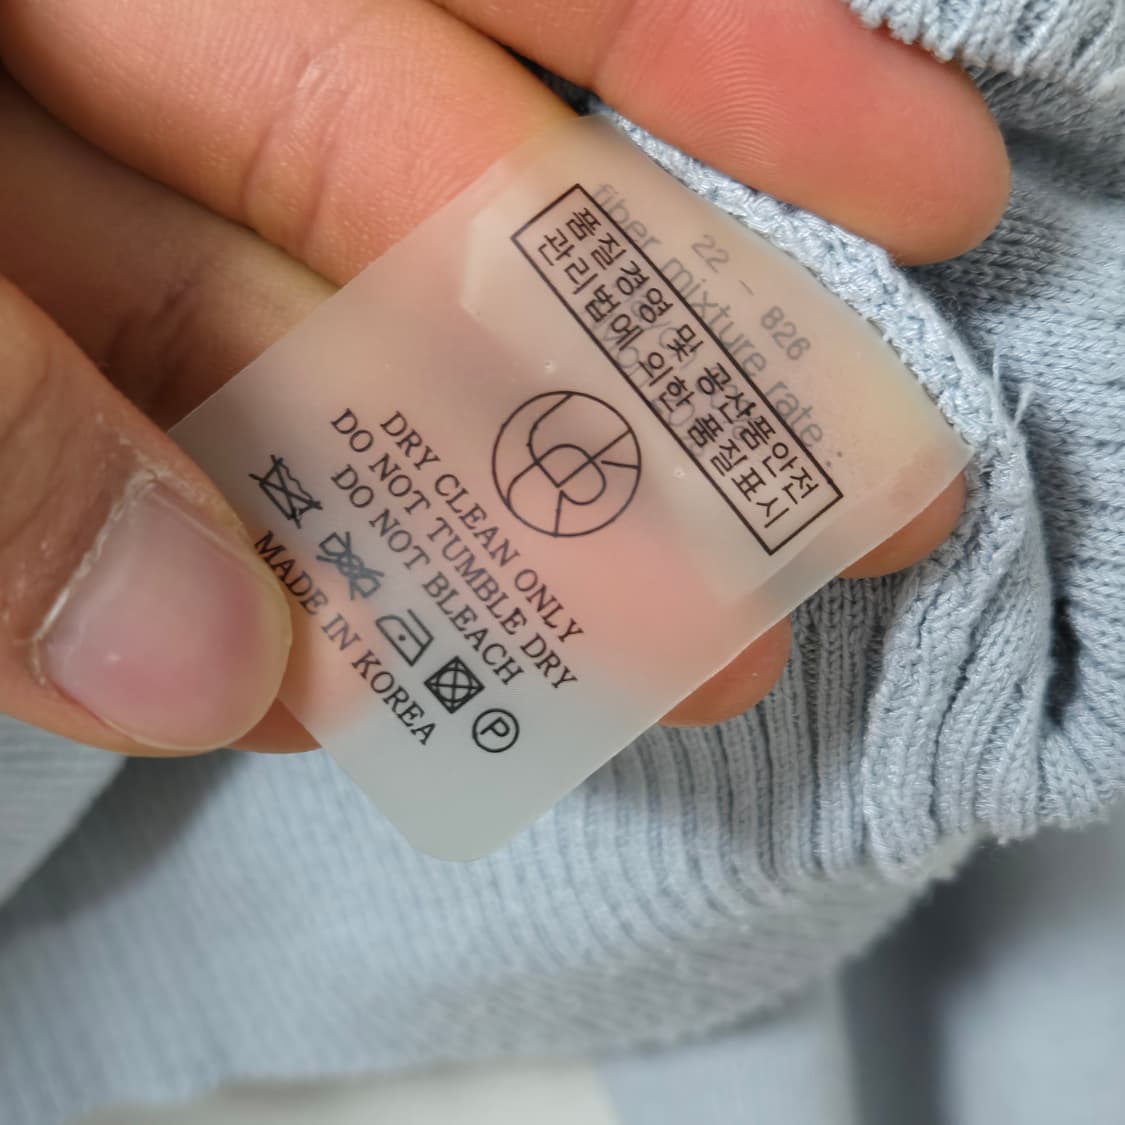 품질경영 및 공산품안전
관리법에 의한 품질표시
22 - 826
fiber mixture rate
DRY CLEAN ONLY
DO NOT TUMBLE DRY
DO NOT BLEACH
P
MADE IN KOREA